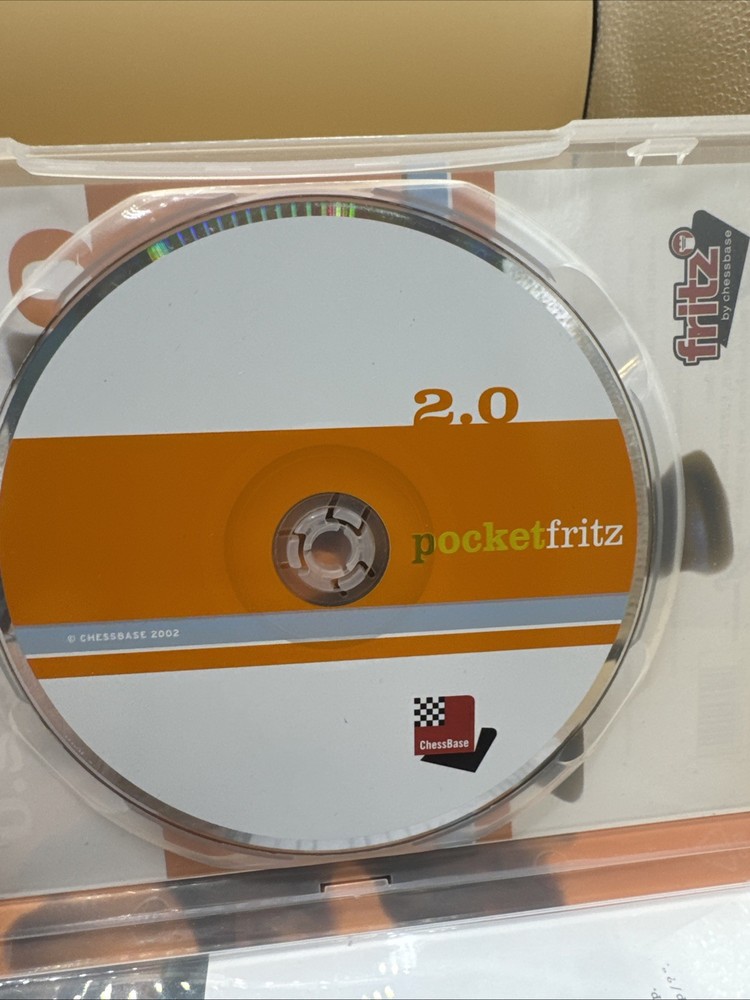 2.0
pocketfritz
© CHESSBASE 2002
ChessBase
fritz
by chessbase